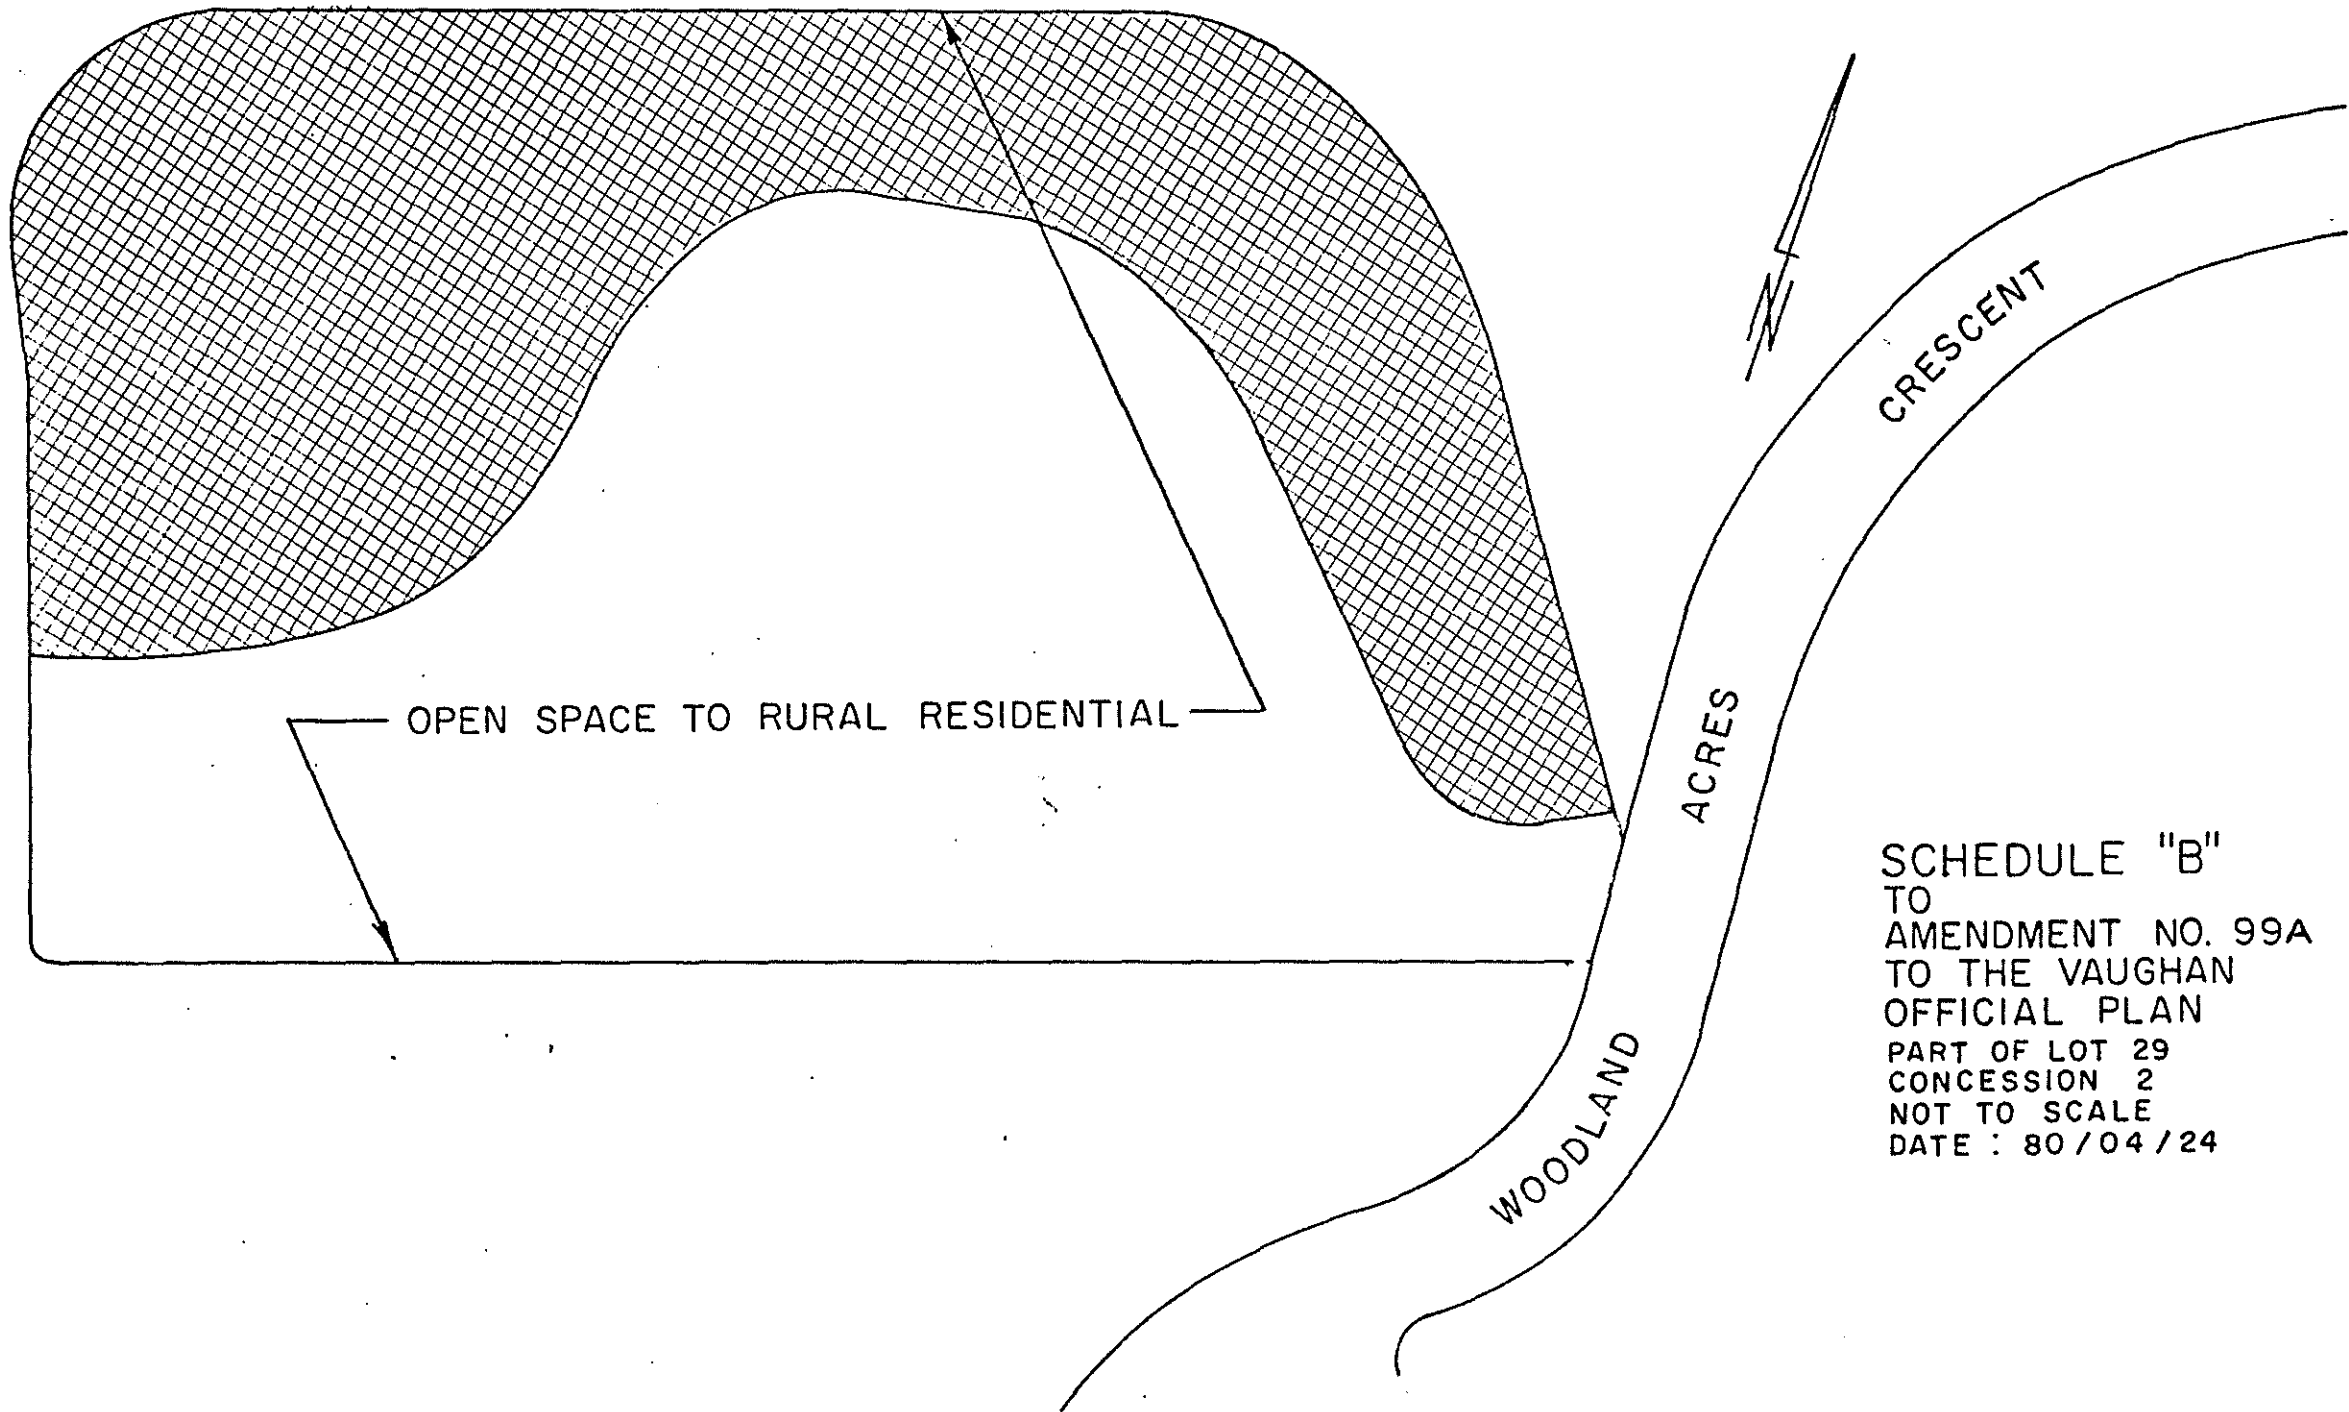 N
CRESCENT
ACRES
WOODLAND
OPEN SPACE TO RURAL RESIDENTIAL
SCHEDULE "B"
TO
AMENDMENT NO. 99A
TO THE VAUGHAN
OFFICIAL PLAN
PART OF LOT 29
CONCESSION 2
NOT TO SCALE
DATE : 80/04/24